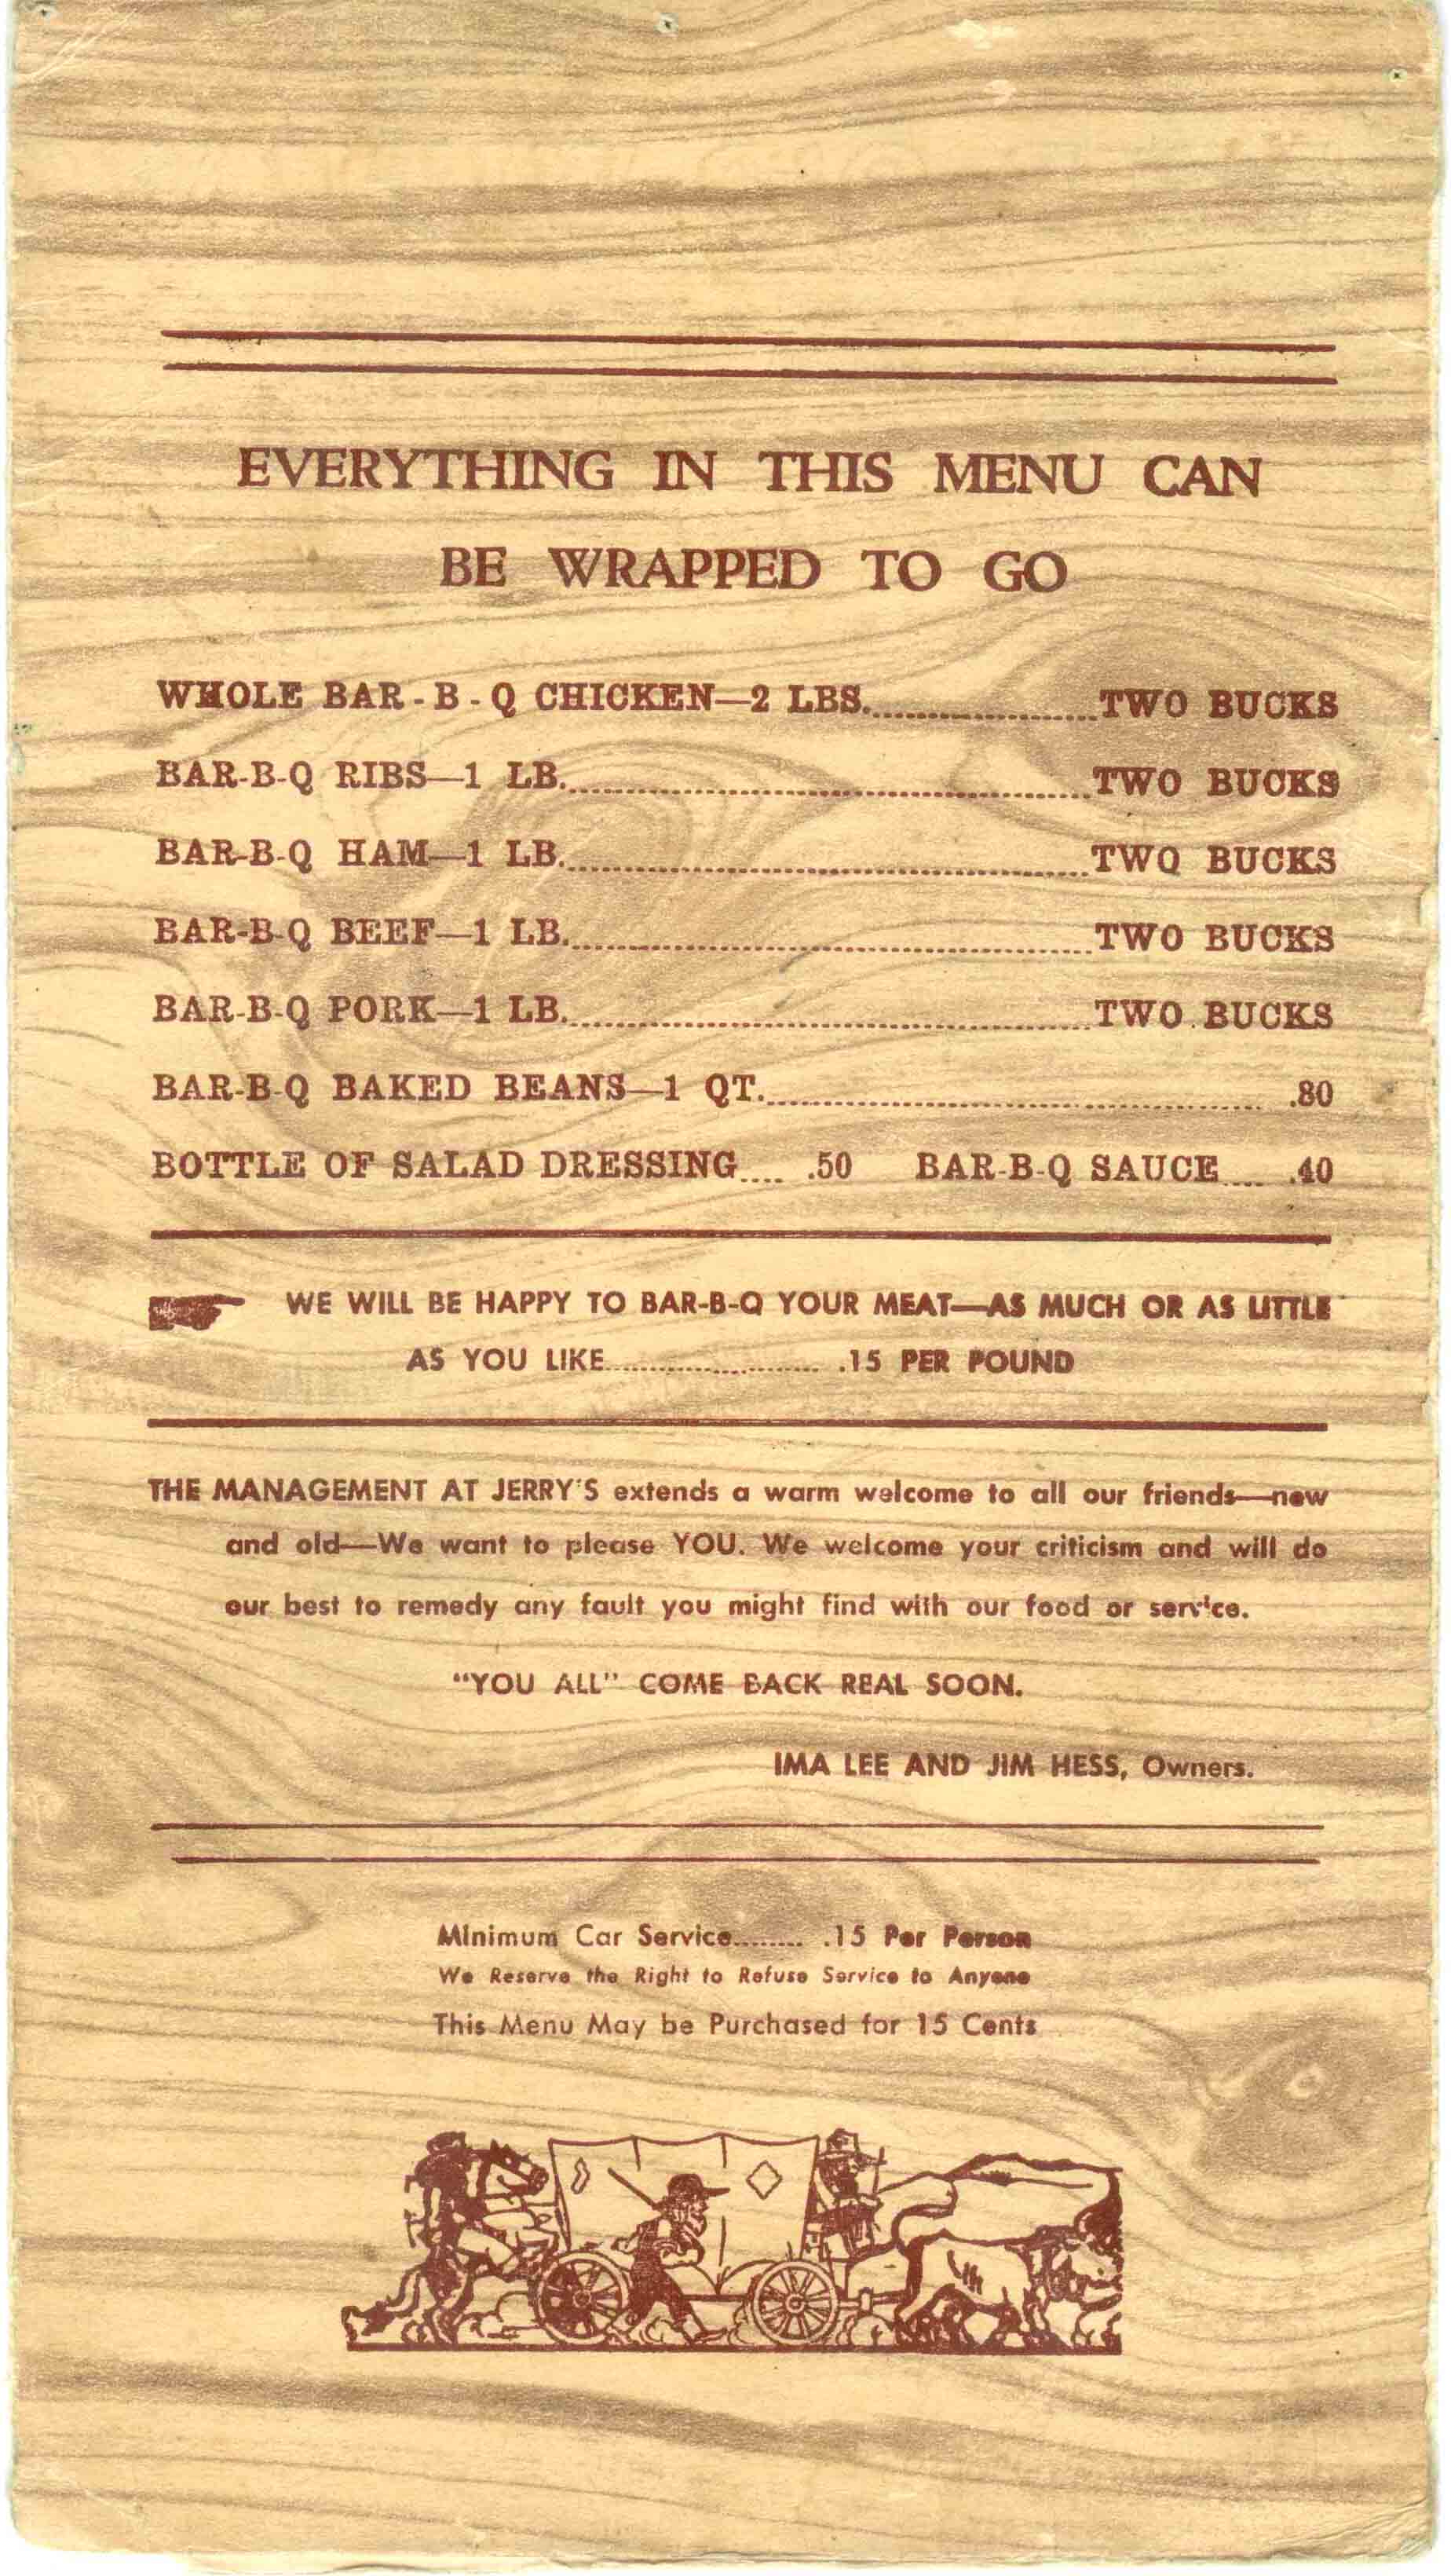 EVERYTHING IN THIS MENU CAN
BE WRAPPED TO GO
WHOLE BAR-B-Q CHICKEN—2 LBS. TWO BUCKS
BAR-B-Q RIBS—1 LB. TWO BUCKS
BAR-B-Q HAM—1 LB. TWO BUCKS
BAR-B-Q BEEF—1 LB. TWO BUCKS
BAR-B-Q PORK—1 LB. TWO BUCKS
BAR-B-Q BAKED BEANS—1 QT. .80
BOTTLE OF SALAD DRESSING.... .50 BAR-B-Q SAUCE.... .40
WE WILL BE HAPPY TO BAR-B-Q YOUR MEAT—AS MUCH OR AS LITTLE
AS YOU LIKE........................ .15 PER POUND
THE MANAGEMENT AT JERRY'S extends a warm welcome to all our friends—new
and old—We want to please YOU. We welcome your criticism and will do
our best to remedy any fault you might find with our food or service.
"YOU ALL" COME BACK REAL SOON.
IMA LEE AND JIM HESS, Owners.
Minimum Car Service......... .15 Per Person
We Reserve the Right to Refuse Service to Anyone
This Menu May be Purchased for 15 Cents